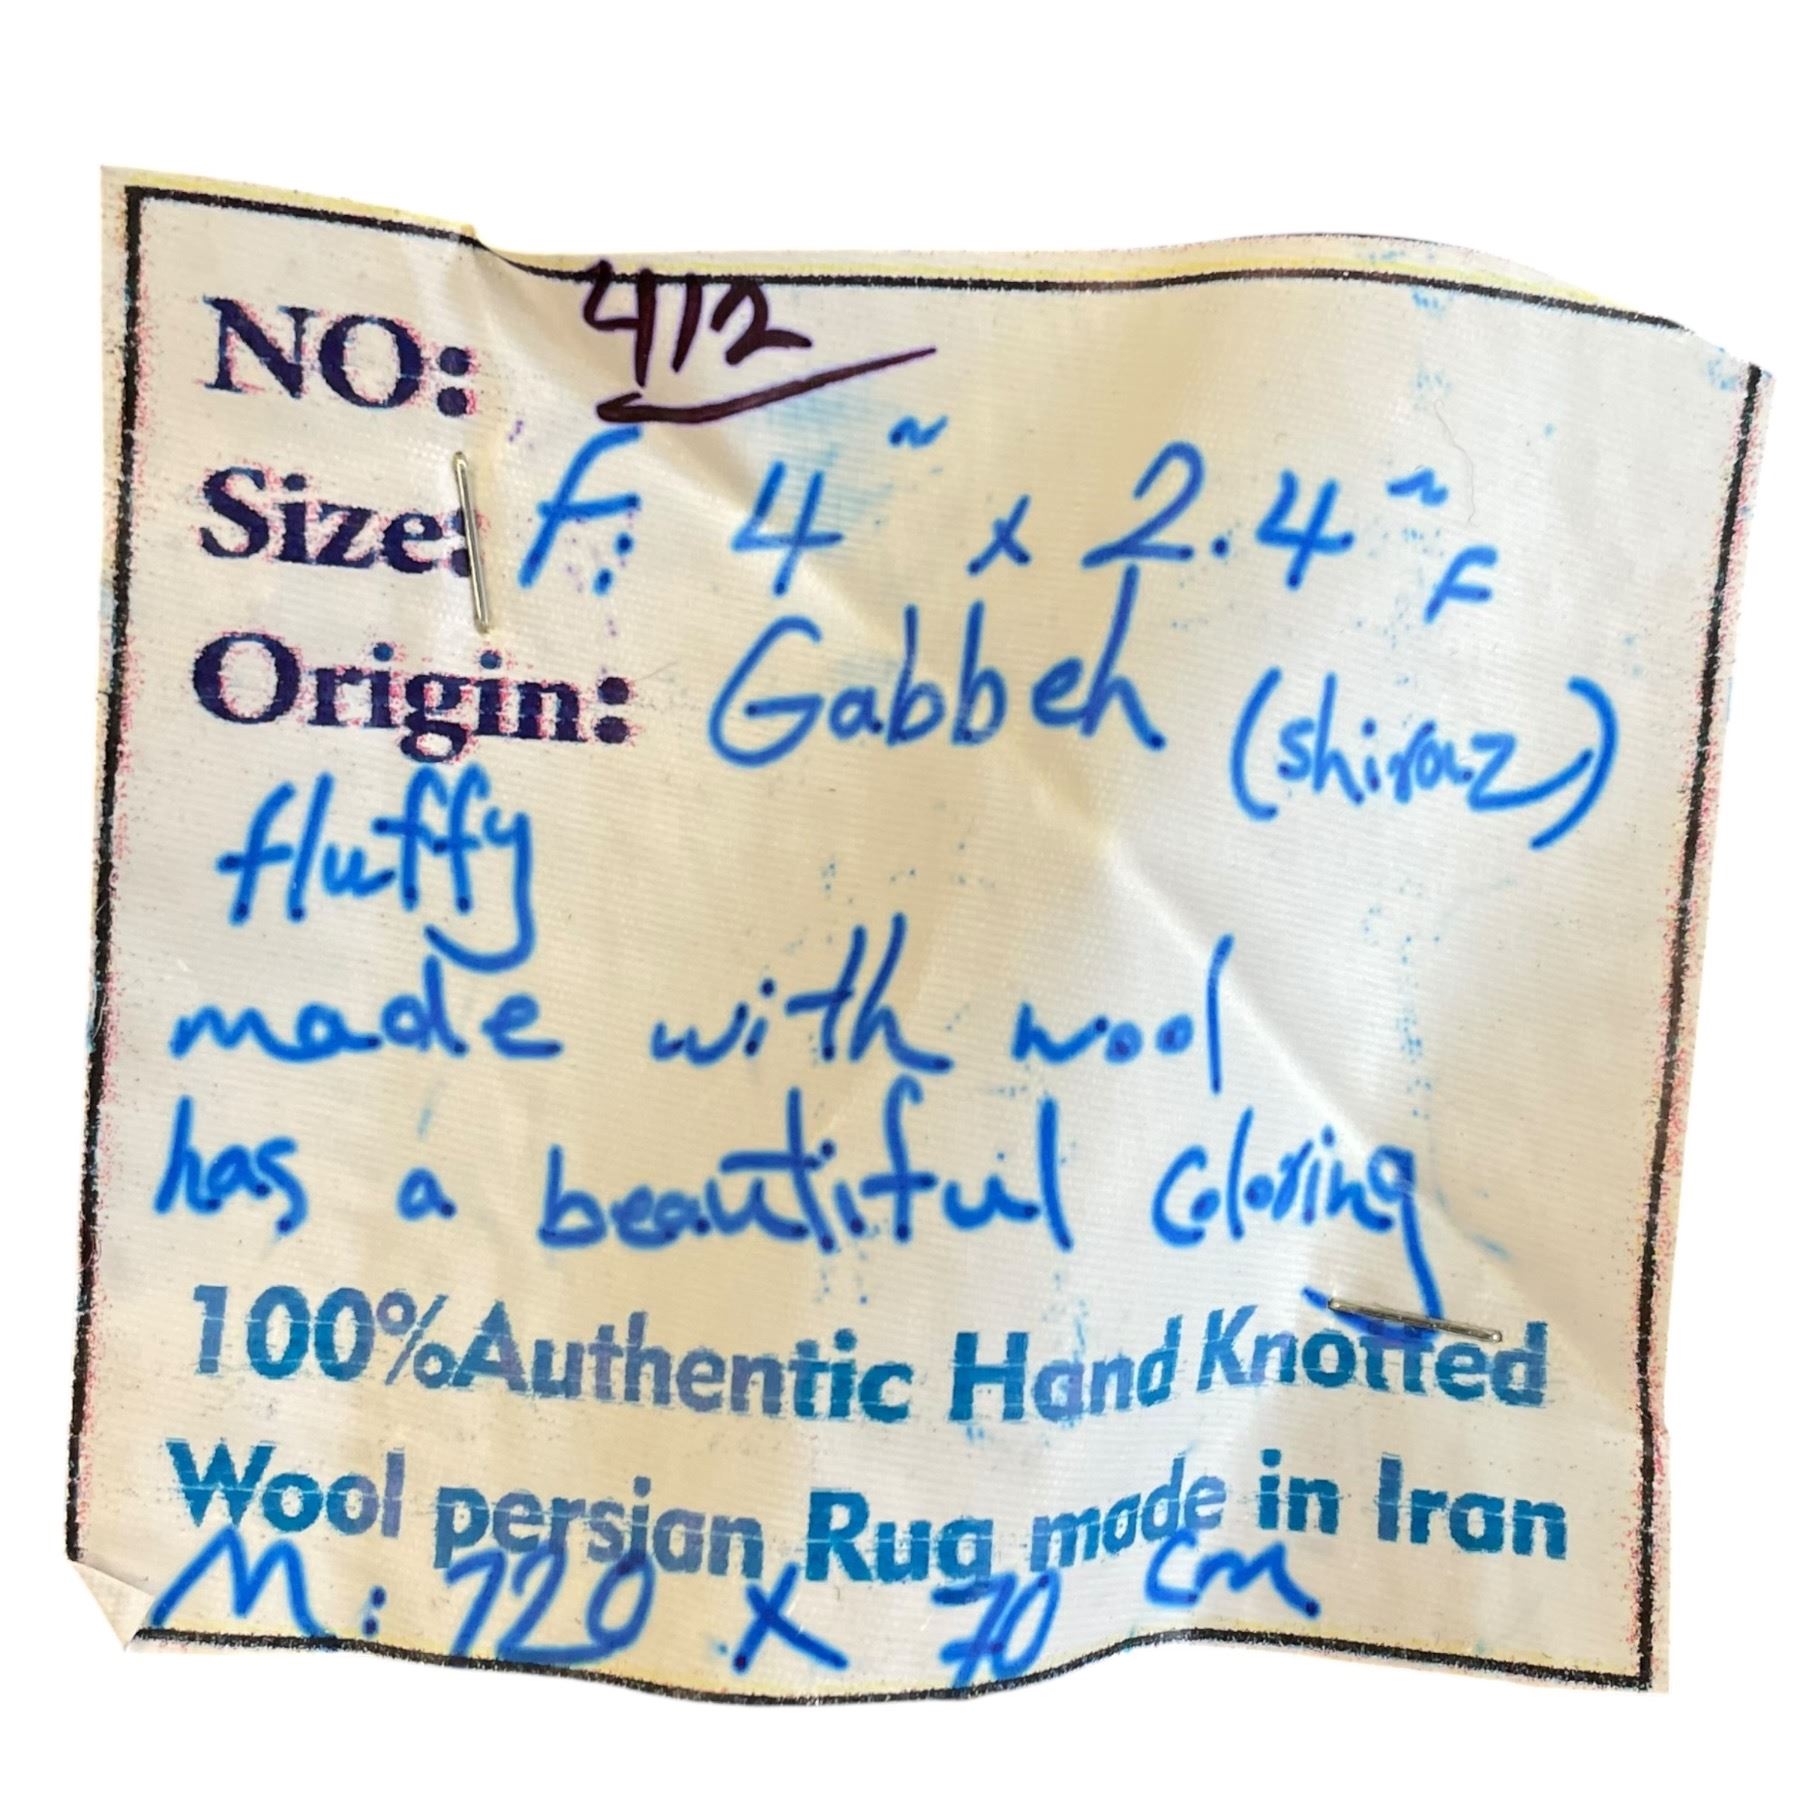 NO: 412
Size: F: 4~ x 2.4~ F
Origin: Gabbeh (shiraz)
fluffy
made with wool
has a beautiful coloring
100%Authentic Hand Knotted
Wool persian Rug made in Iran
M: 120 x 70 cm